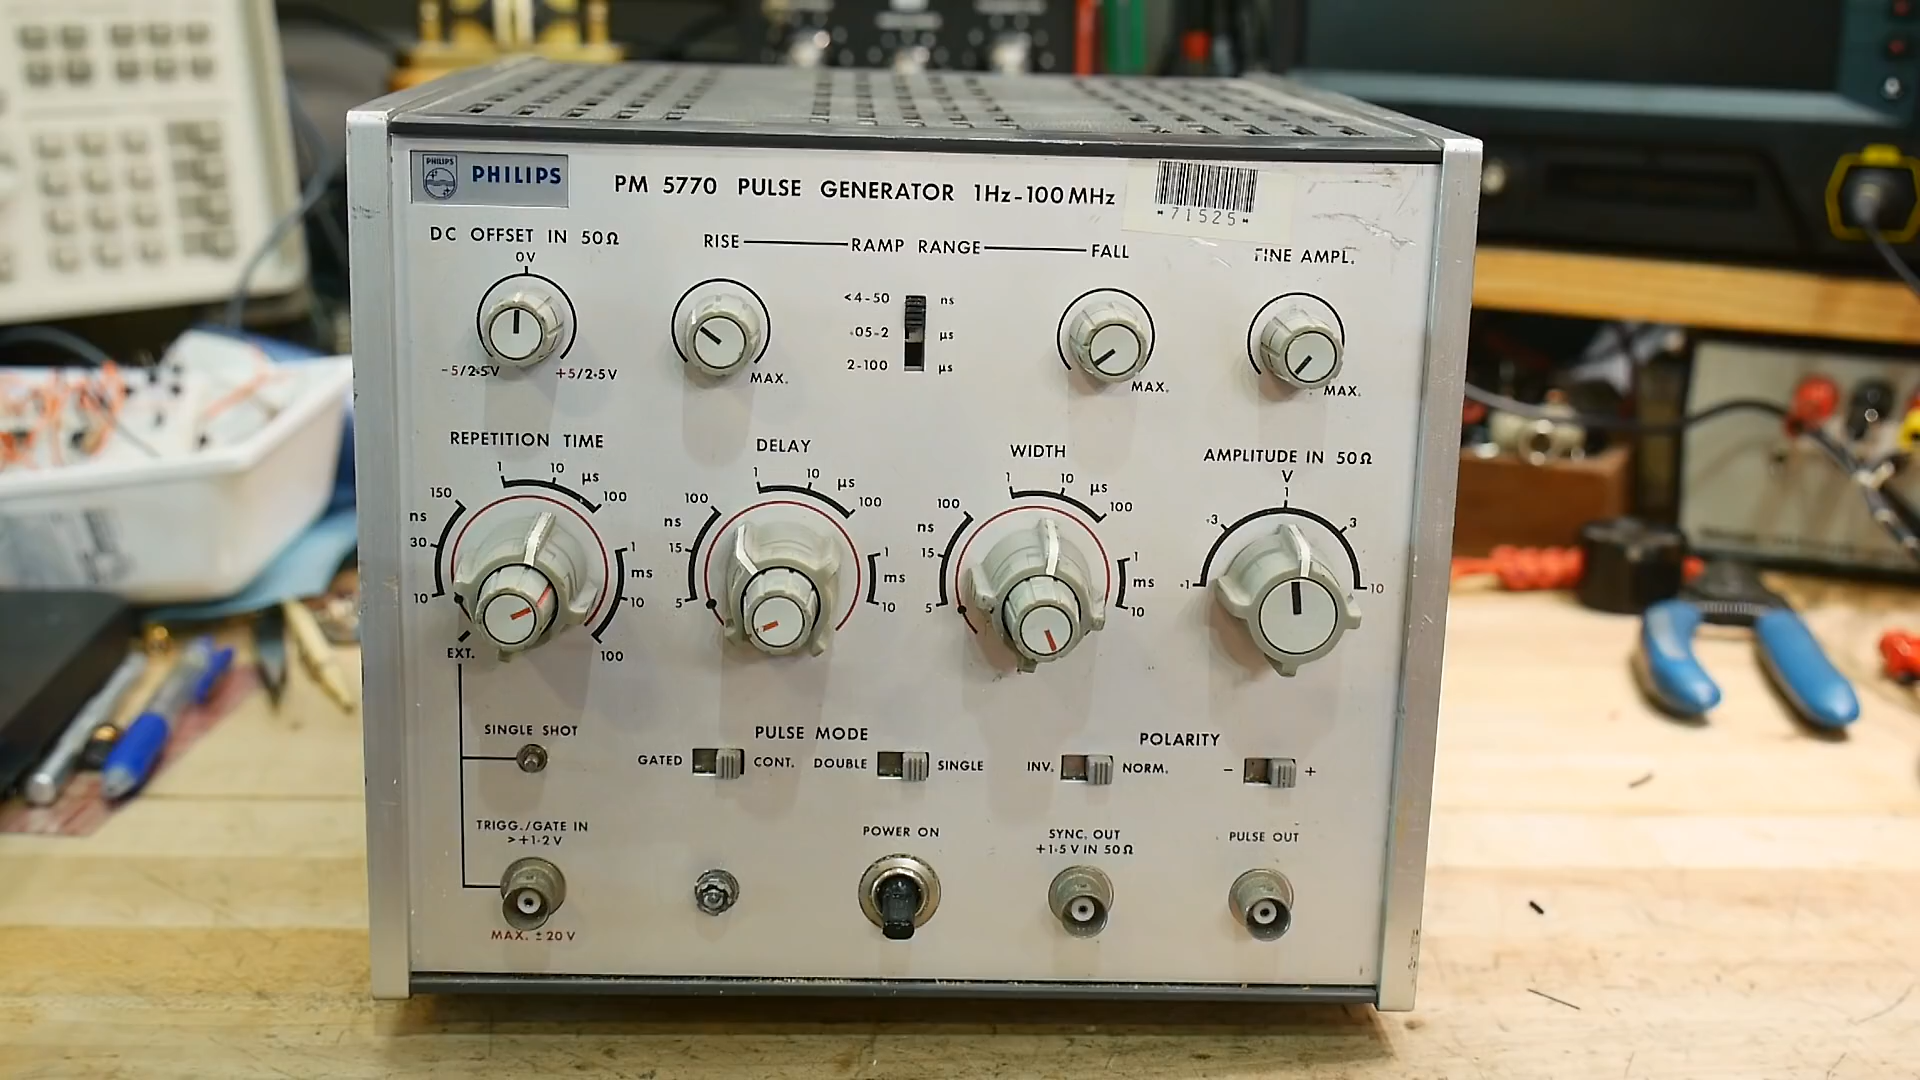 PHILIPS
PHILIPS
PM 5770 PULSE GENERATOR 1Hz-100MHz
*71525*
DC OFFSET IN 50Ω
0V
-5/2·5V +5/2·5V
RISE RAMP RANGE FALL
MAX.
<4-50 ns
·05-2 µs
2-100 µs
MAX.
FINE AMPL.
MAX.
REPETITION TIME
ns 10 30 150
1 10 µs 100
1 ms 10 100
EXT.
DELAY
ns 5 15 100
1 10 µs 100
1 ms 10
WIDTH
ns 5 15 100
1 10 µs 100
1 ms 10
AMPLITUDE IN 50Ω
V
·1 ·3 1 3 10
SINGLE SHOT
PULSE MODE
GATED CONT. DOUBLE SINGLE
POLARITY
INV. NORM. - +
TRIGG./GATE IN
>+1·2V
MAX. ±20V
POWER ON
SYNC. OUT
+1·5V IN 50Ω
PULSE OUT